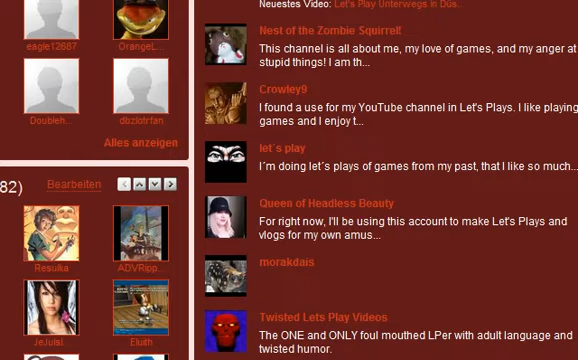 eagle12687
OrangeL...
Doubleh...
dbzlotrfan
Alles anzeigen
82)
Bearbeiten
Resulka
ADVRipp...
JeJuIsl
Eluith
Neuestes Video: Let's Play Unterwegs in Düs...
Nest of the Zombie Squirrel!
This channel is all about me, my love of games, and my anger at
stupid things! I am th...
Crowley9
I found a use for my YouTube channel in Let's Plays. I like playing
games and I enjoy t...
let´s play
I´m doing let´s plays of games from my past, that I like so much...
Queen of Headless Beauty
For right now, I'll be using this account to make Let's Plays and
vlogs for my own amus...
morakdais
Twisted Lets Play Videos
The ONE and ONLY foul mouthed LPer with adult language and
twisted humor.